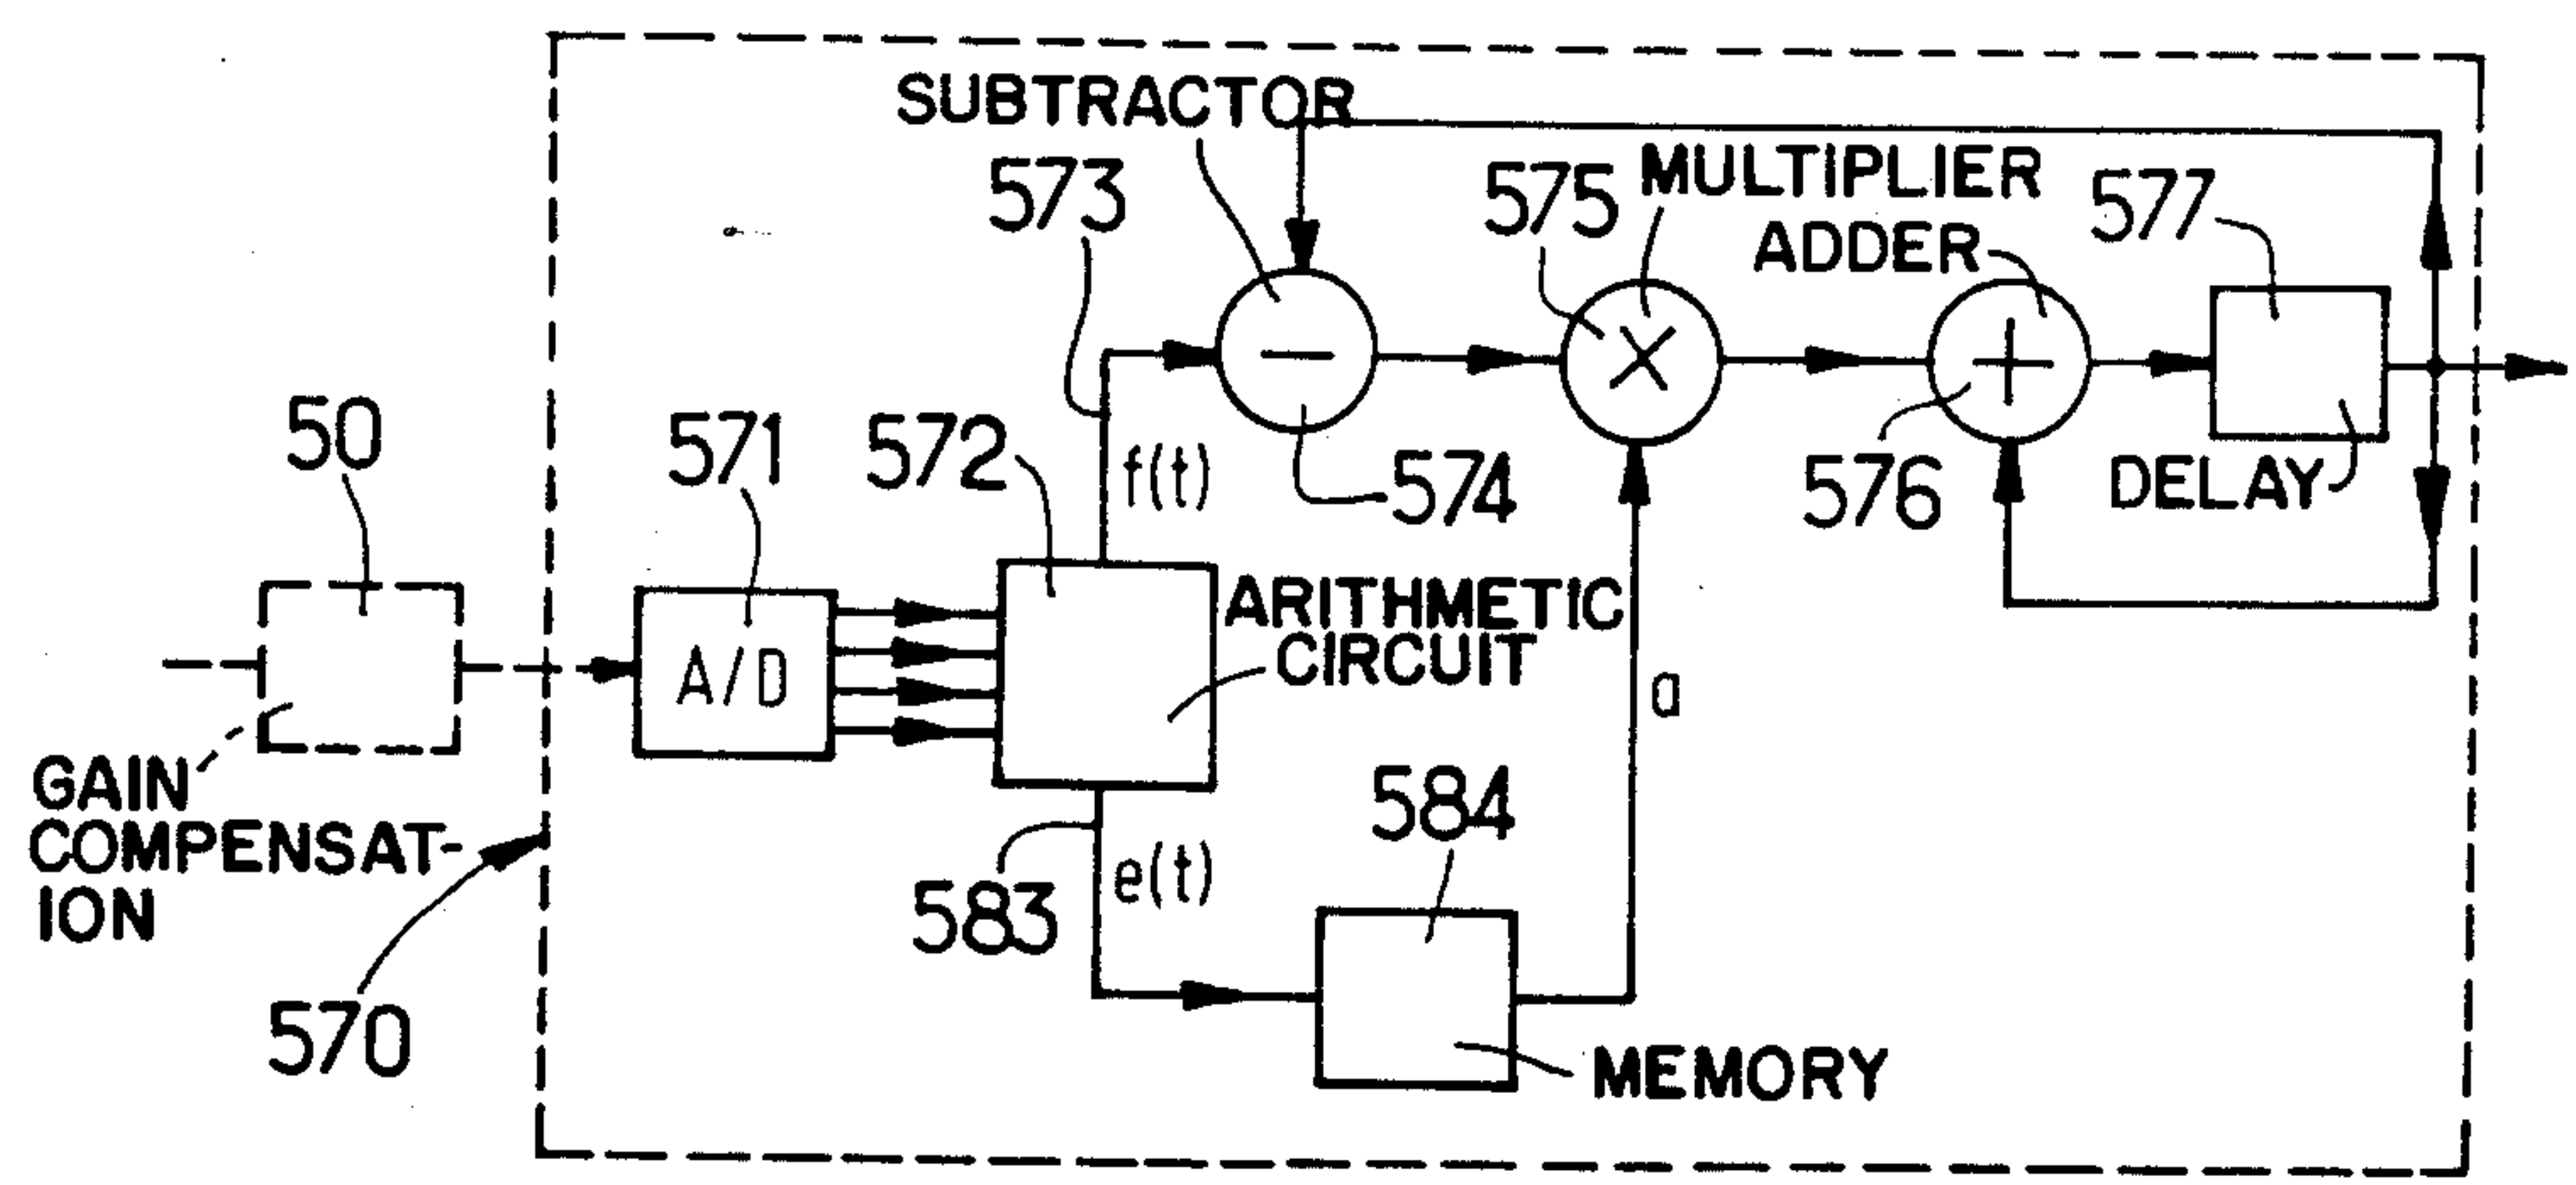 SUBTRACTOR
573
575
MULTIPLIER
ADDER
577
50
571
572
f(t)
574
576
DELAY
A/D
ARITHMETIC
CIRCUIT
a
GAIN
COMPENSAT-
ION
583
e(t)
584
570
MEMORY